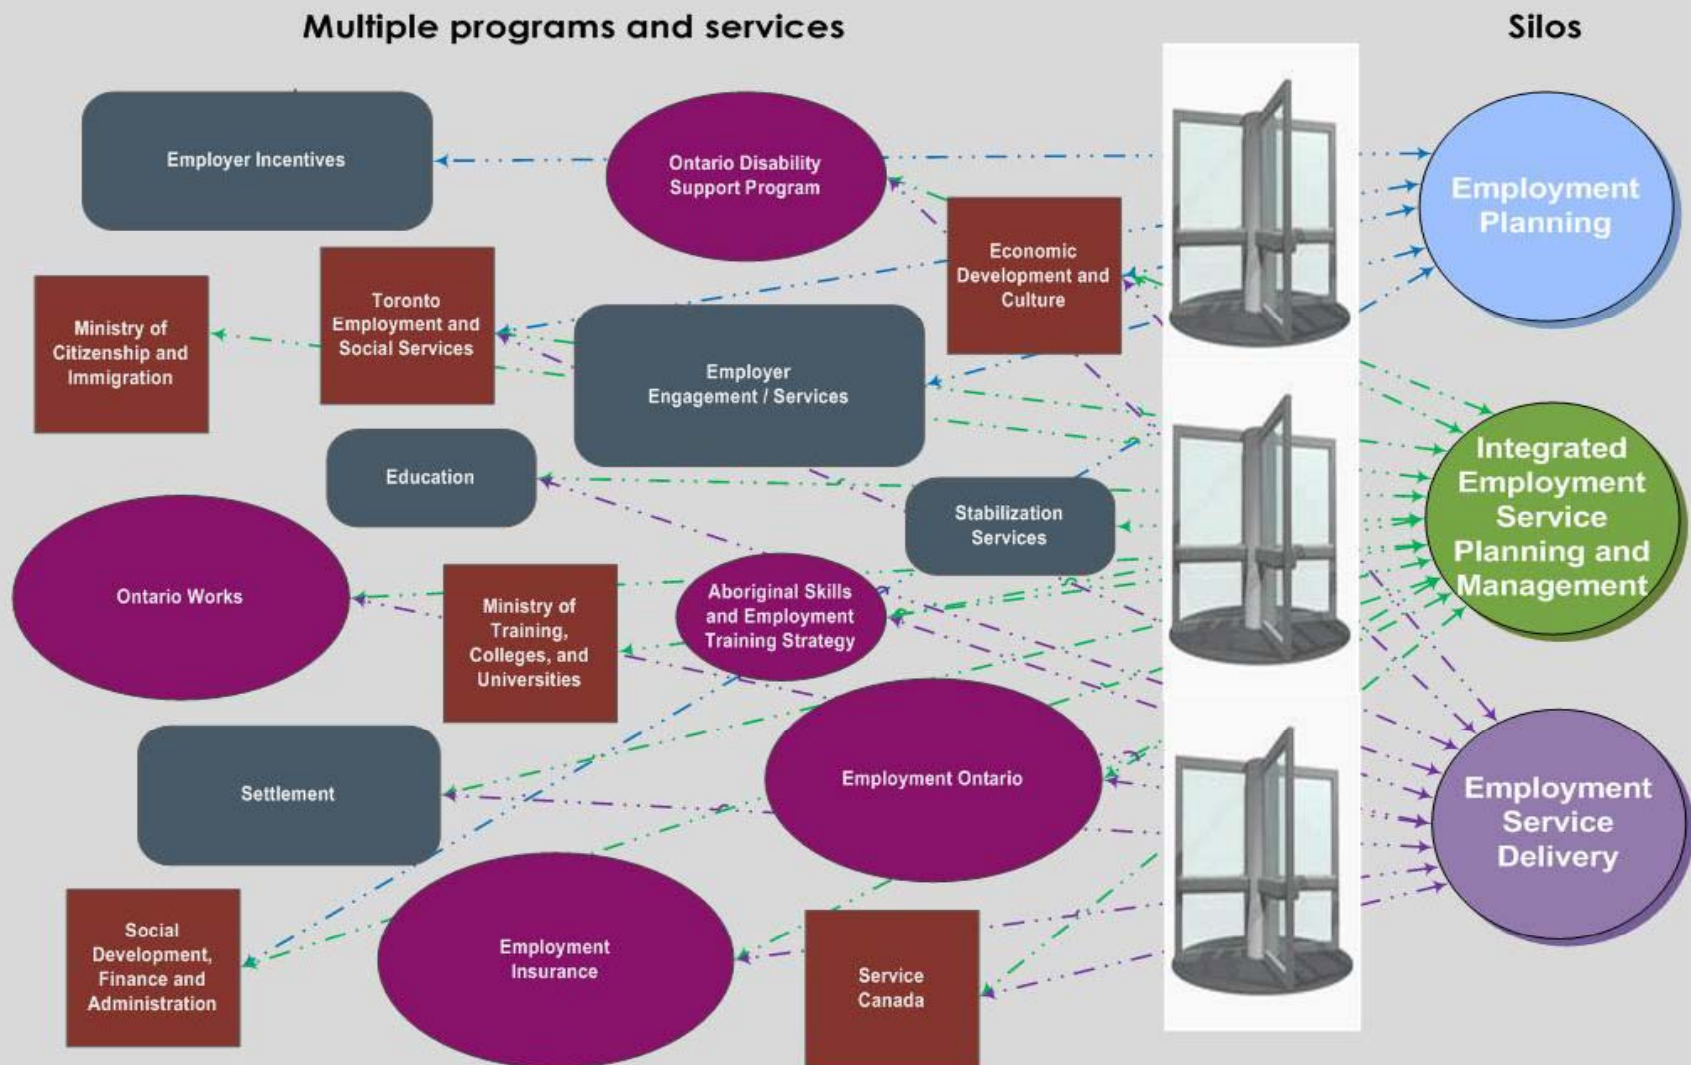 Multiple programs and services
Silos
Employer Incentives
Ontario Disability
Support Program
Employment
Planning
Economic
Development and
Culture
Toronto
Employment and
Social Services
Ministry of
Citizenship and
Immigration
Employer
Engagement / Services
Integrated
Employment
Service
Planning and
Management
Education
Stabilization
Services
Ontario Works
Ministry of
Training,
Colleges, and
Universities
Aboriginal Skills
and Employment
Training Strategy
Settlement
Employment Ontario
Employment
Service
Delivery
Social
Development,
Finance and
Administration
Employment
Insurance
Service
Canada